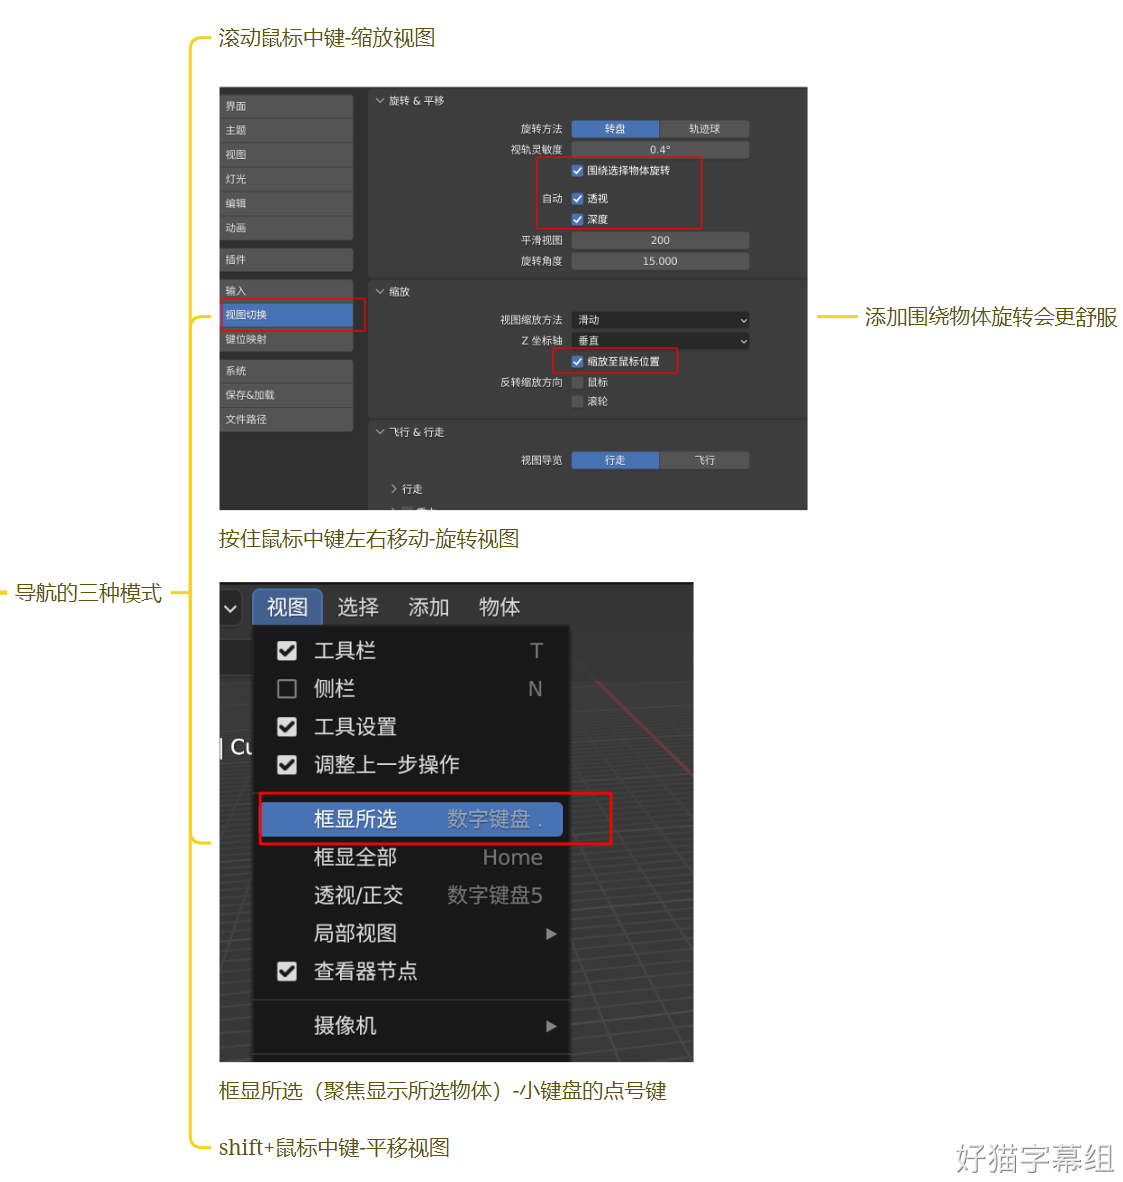 滚动鼠标中键-缩放视图
界面
主题
视图
灯光
编辑
动画
插件
输入
视图切换
键位映射
系统
保存&加载
文件路径
旋转 & 平移
旋转方法 转盘 轨迹球
视轨灵敏度 0.4°
围绕选择物体旋转
自动 透视
深度
平滑视图 200
旋转角度 15.000
缩放
视图缩放方法 滑动
Z 坐标轴 垂直
缩放至鼠标位置
反转缩放方向 鼠标
滚轮
飞行 & 行走
视图导览 行走 飞行
行走
添加围绕物体旋转会更舒服
按住鼠标中键左右移动-旋转视图
导航的三种模式
视图 选择 添加 物体
工具栏 T
侧栏 N
工具设置
| Cu
调整上一步操作
框显所选 数字键盘 .
框显全部 Home
透视/正交 数字键盘5
局部视图
查看器节点
摄像机
框显所选（聚焦显示所选物体）-小键盘的点号键
shift+鼠标中键-平移视图
好猫字幕组